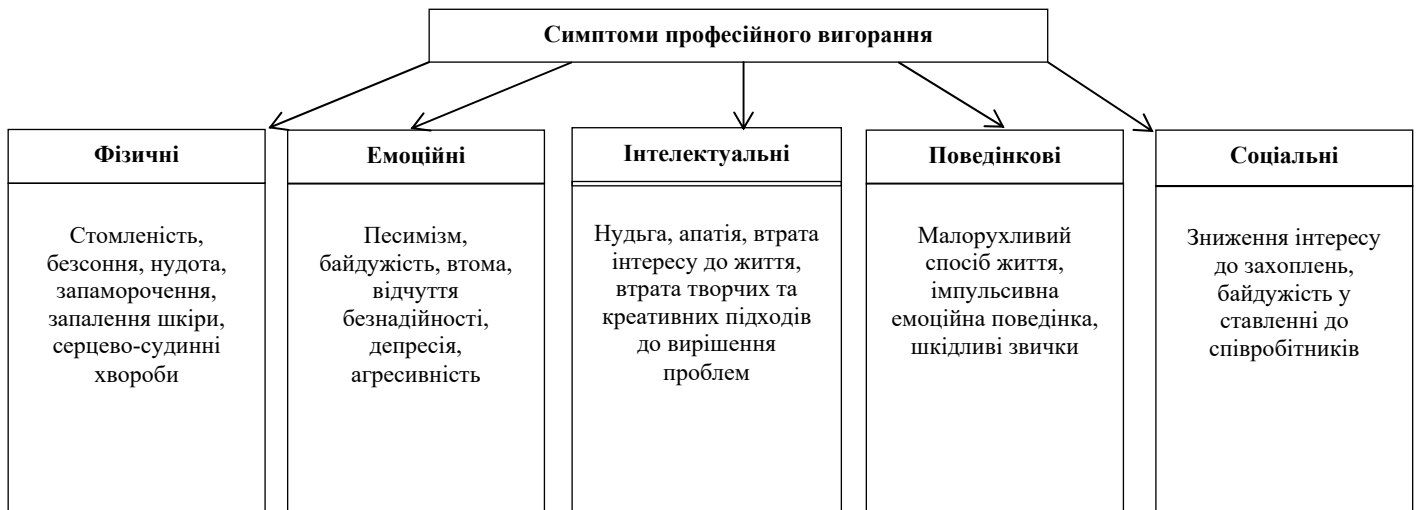 Симптоми професійного вигорання
Фізичні
Стомленість,
безсоння, нудота,
запаморочення,
запалення шкіри,
серцево-судинні
хвороби
Емоційні
Песимізм,
байдужість, втома,
відчуття
безнадійності,
депресія,
агресивність
Інтелектуальні
Нудьга, апатія, втрата
інтересу до життя,
втрата творчих та
креативних підходів
до вирішення
проблем
Поведінкові
Малорухливий
спосіб життя,
імпульсивна
емоційна поведінка,
шкідливі звички
Соціальні
Зниження інтересу
до захоплень,
байдужість у
ставленні до
співробітників